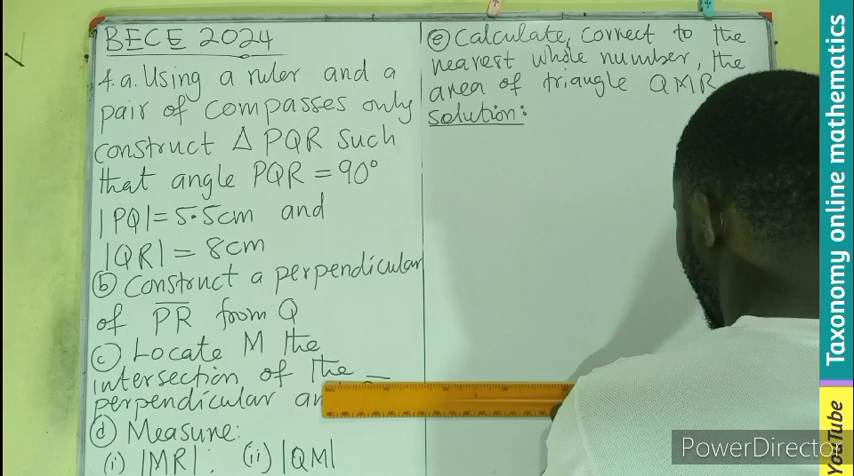 BECE 2024
4.a. Using a ruler and a
pair of compasses only
construct Δ PQR such
that angle PQR = 90°
|PQ| = 5.5cm and
|QR| = 8cm
(b) Construct a perpendicular
of P̅R̅ from Q
(c) Locate M the
intersection of the
perpendicular an
(d) Measure:
(i) |MR| : (ii) |QM|
(e) Calculate, correct to the
nearest whole number, the
area of triangle QMR
solution:
Taxonomy online mathematics
YouTube
PowerDirector